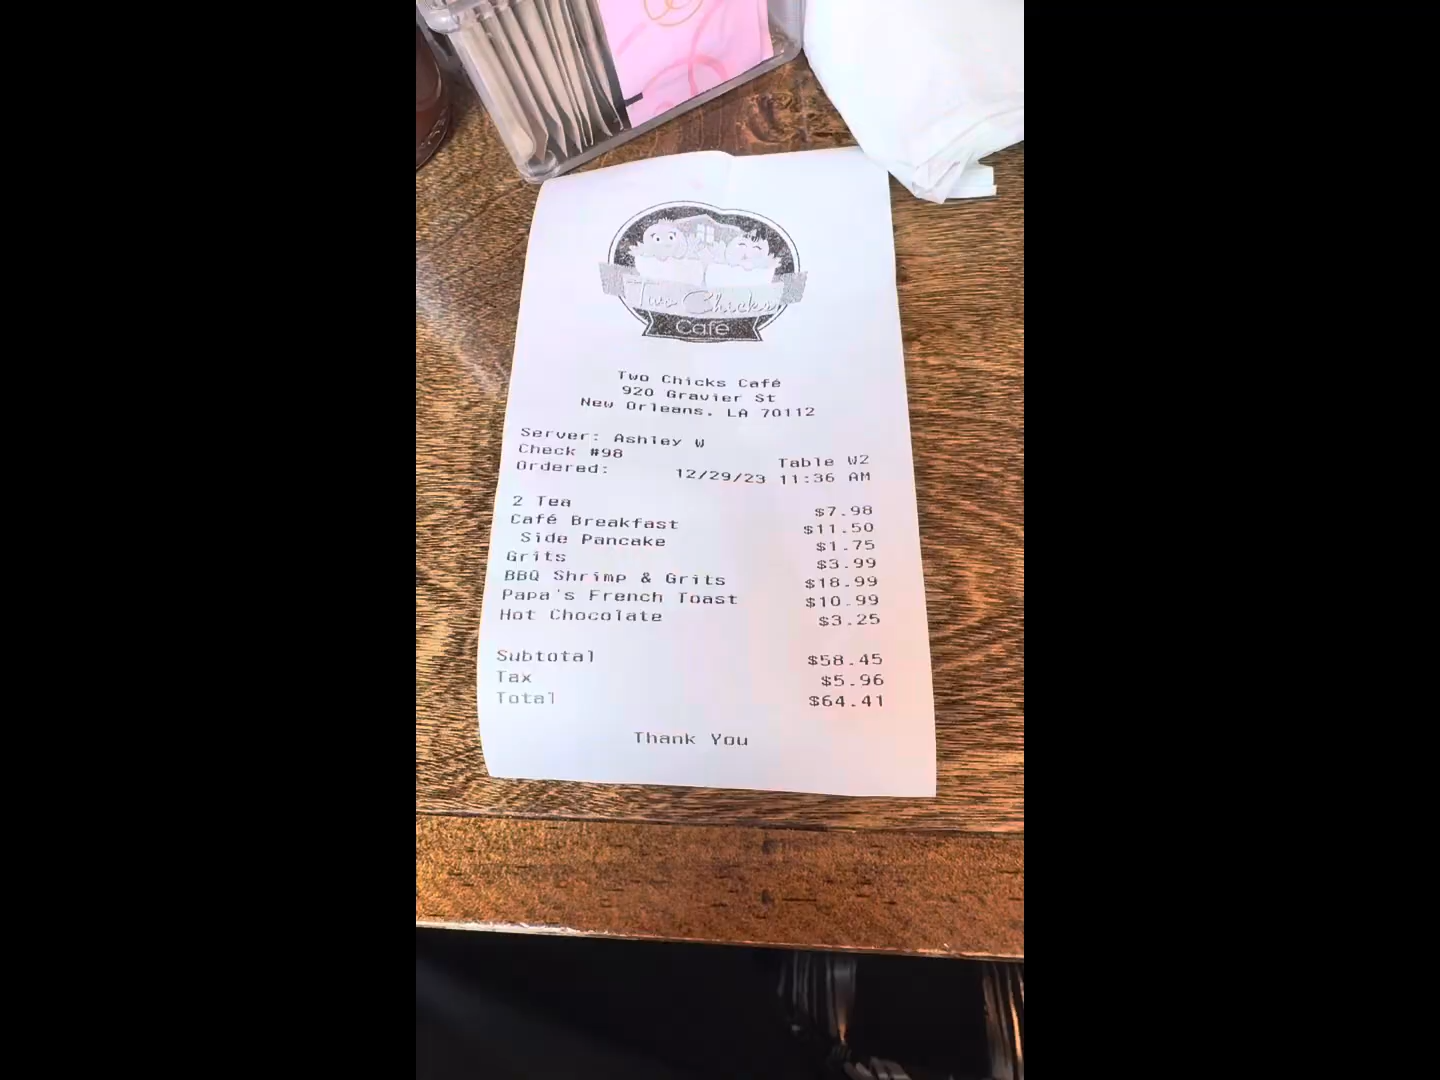 Two Chicks
Café
Two Chicks Café
920 Gravier St
New Orleans, LA 70112
Server: Ashley W
Check #98 Table W2
Ordered: 12/29/23 11:36 AM
2 Tea $7.98
Café Breakfast $11.50
Side Pancake $1.75
Grits $3.99
BBQ Shrimp & Grits $18.99
Papa's French Toast $10.99
Hot Chocolate $3.25
Subtotal $58.45
Tax $5.96
Total $64.41
Thank You